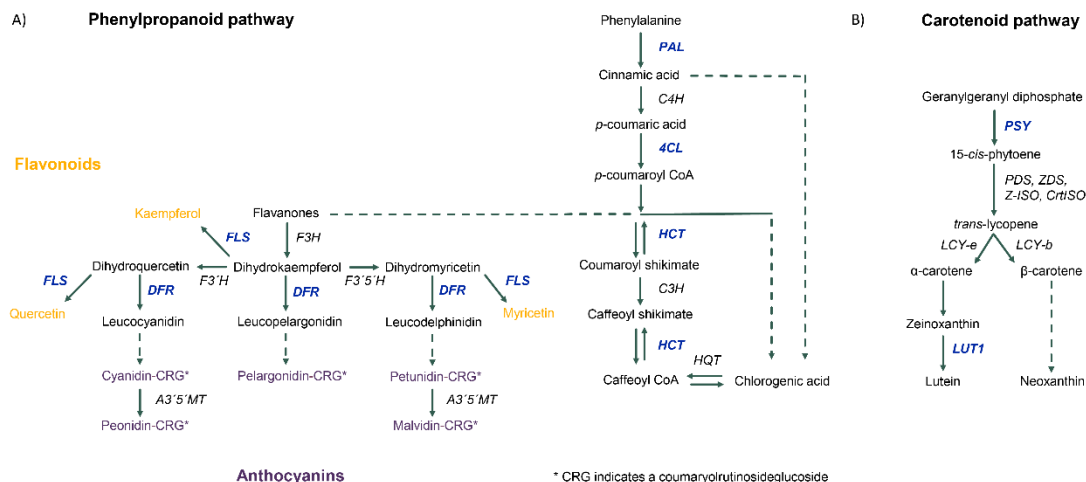 A)
Phenylpropanoid pathway
Phenylalanine
PAL
Cinnamic acid
C4H
p-coumaric acid
4CL
p-coumaroyl CoA
Flavonoids
Kaempferol
Flavanones
FLS
F3H
HCT
Dihydroquercetin
F3´H
Dihydrokaempferol
F3´5´H
Dihydromyricetin
Coumaroyl shikimate
FLS
DFR
DFR
DFR
FLS
C3H
Quercetin
Leucocyanidin
Leucopelargonidin
Leucodelphinidin
Myricetin
Caffeoyl shikimate
HCT
HQT
Cyanidin-CRG*
Pelargonidin-CRG*
Petunidin-CRG*
Caffeoyl CoA
Chlorogenic acid
A3´5´MT
A3´5´MT
Peonidin-CRG*
Malvidin-CRG*
Anthocyanins
* CRG indicates a coumaryolrutinosideglucoside
B)
Carotenoid pathway
Geranylgeranyl diphosphate
PSY
15-cis-phytoene
PDS, ZDS,
Z-ISO, CrtISO
trans-lycopene
LCY-e
LCY-b
α-carotene
β-carotene
Zeinoxanthin
LUT1
Lutein
Neoxanthin